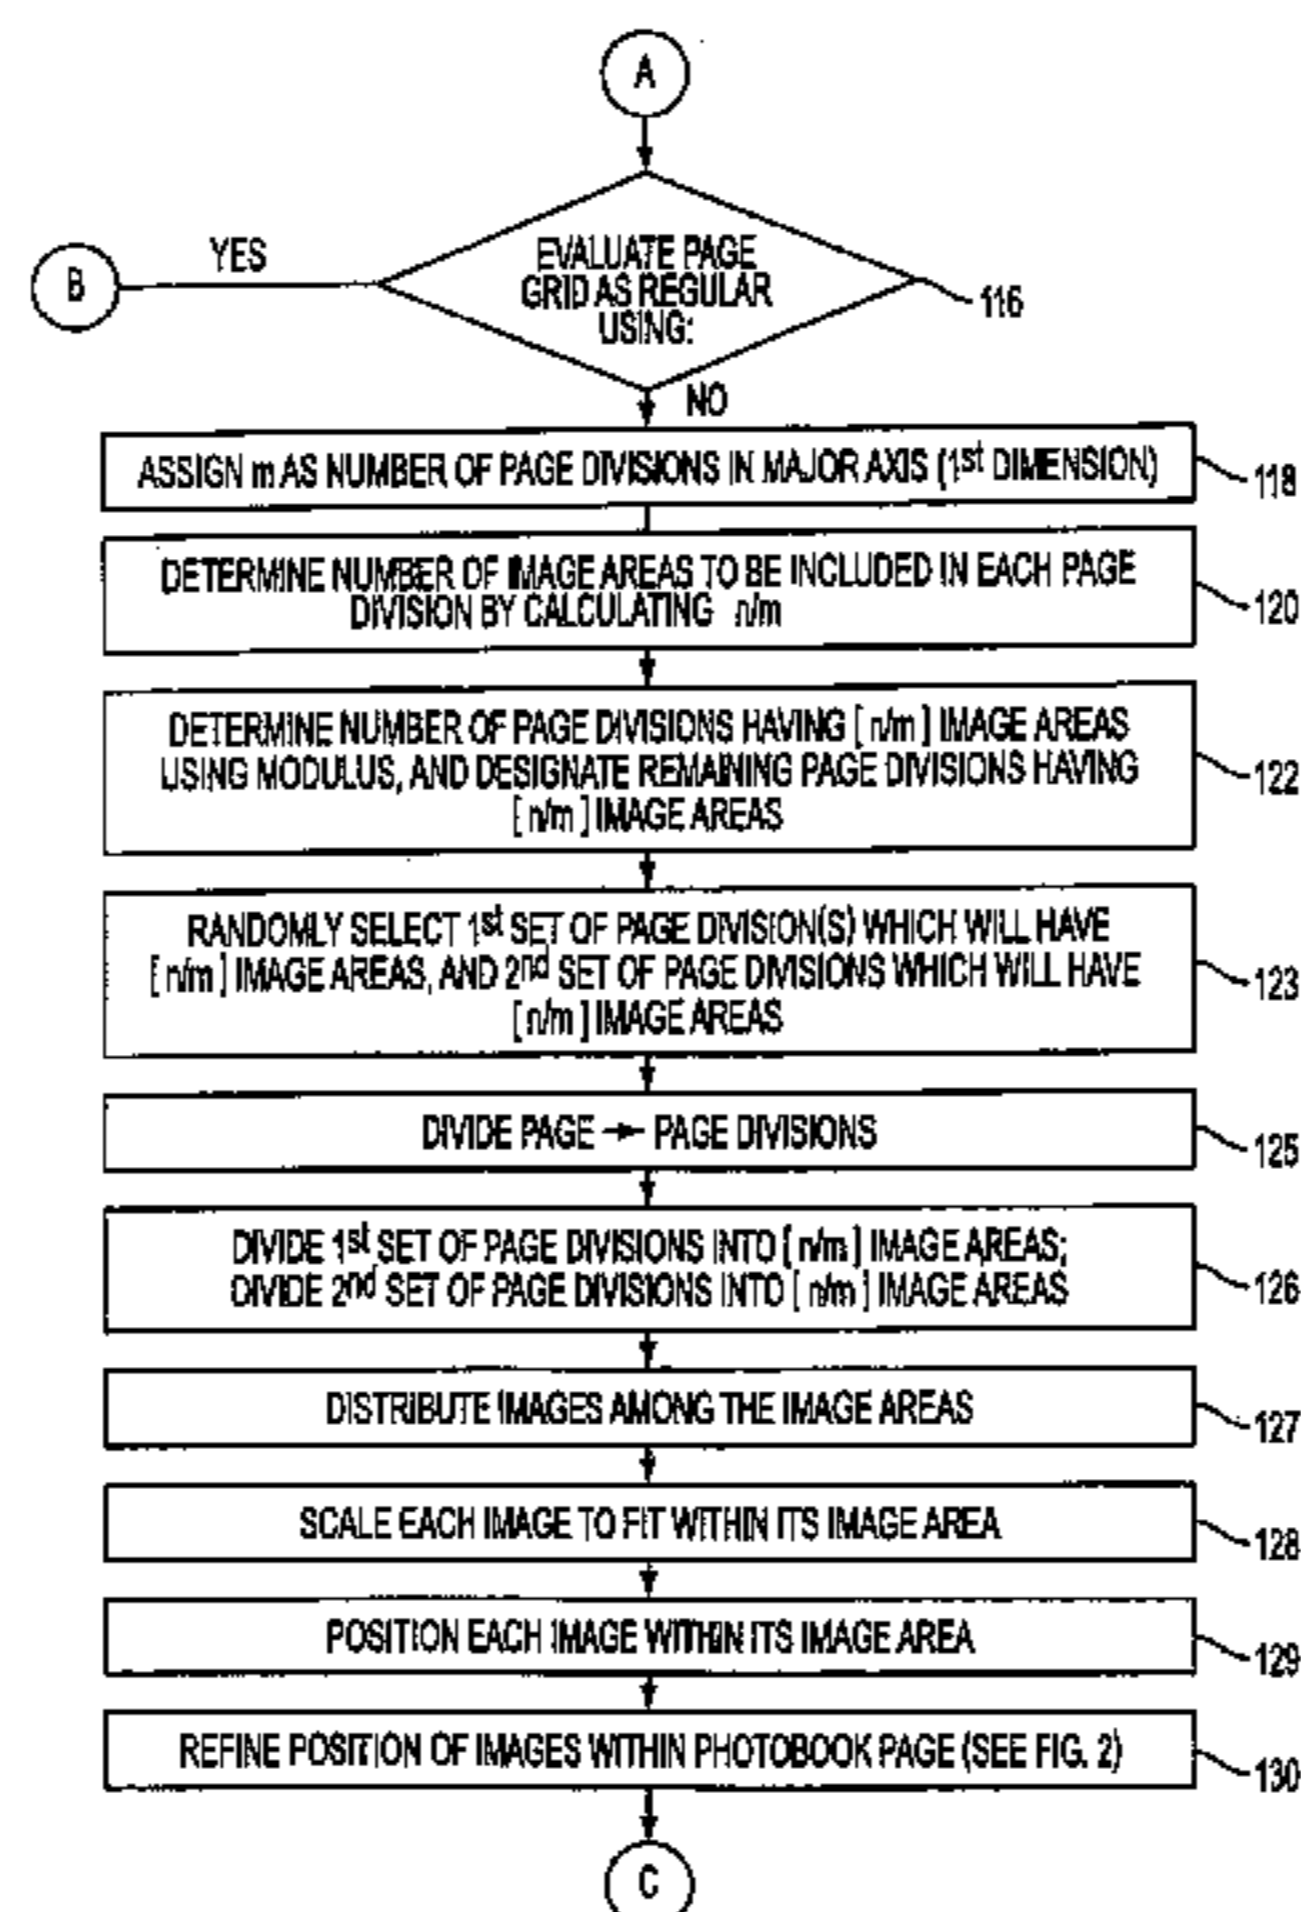 A
YES
B
EVALUATE PAGE
GRID AS REGULAR
USING:
116
NO
ASSIGN m AS NUMBER OF PAGE DIVISIONS IN MAJOR AXIS (1st DIMENSION)
118
DETERMINE NUMBER OF IMAGE AREAS TO BE INCLUDED IN EACH PAGE
DIVISION BY CALCULATING n/m
120
DETERMINE NUMBER OF PAGE DIVISIONS HAVING [ n/m ] IMAGE AREAS
USING MODULUS, AND DESIGNATE REMAINING PAGE DIVISIONS HAVING
[ n/m ] IMAGE AREAS
122
RANDOMLY SELECT 1st SET OF PAGE DIVISION(S) WHICH WILL HAVE
[ n/m ] IMAGE AREAS, AND 2nd SET OF PAGE DIVISIONS WHICH WILL HAVE
[ n/m ] IMAGE AREAS
123
DIVIDE PAGE → PAGE DIVISIONS
125
DIVIDE 1st SET OF PAGE DIVISIONS INTO [ n/m ] IMAGE AREAS;
DIVIDE 2nd SET OF PAGE DIVISIONS INTO [ n/m ] IMAGE AREAS
126
DISTRIBUTE IMAGES AMONG THE IMAGE AREAS
127
SCALE EACH IMAGE TO FIT WITHIN ITS IMAGE AREA
128
POSITION EACH IMAGE WITHIN ITS IMAGE AREA
129
REFINE POSITION OF IMAGES WITHIN PHOTOBOOK PAGE (SEE FIG. 2)
130
C